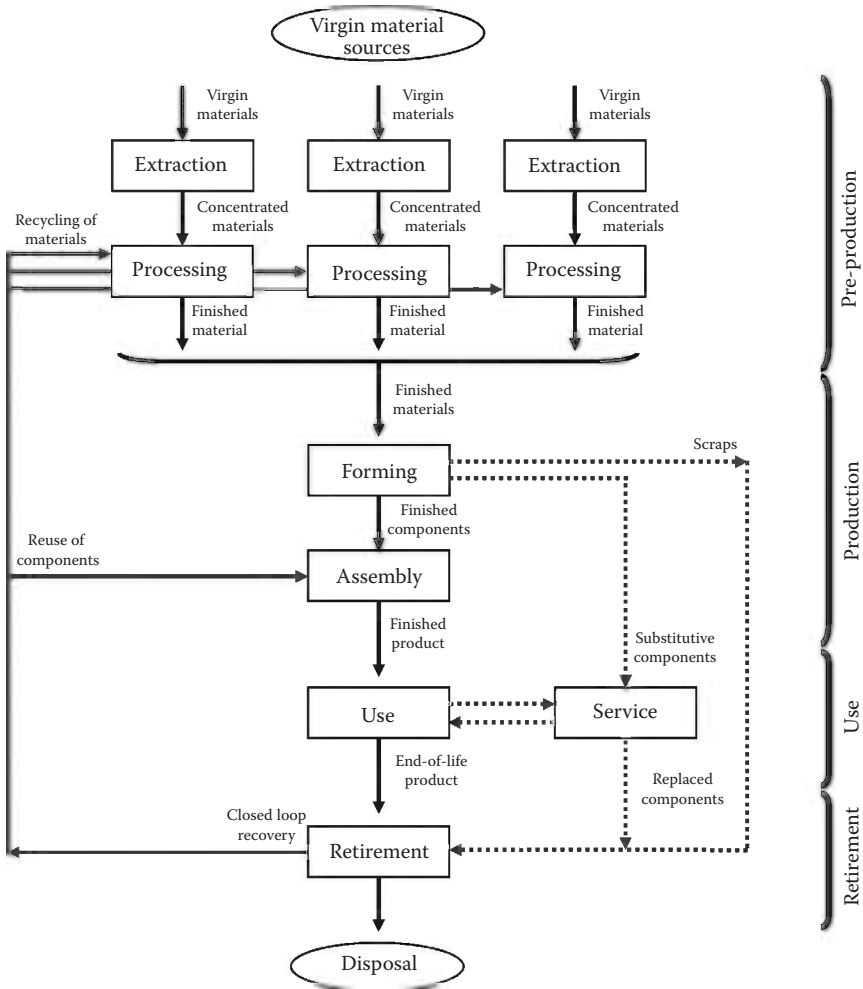 Virgin material
sources
Virgin
materials
Virgin
materials
Virgin
materials
Extraction
Extraction
Extraction
Concentrated
materials
Concentrated
materials
Concentrated
materials
Recycling of
materials
Processing
Processing
Processing
Finished
material
Finished
material
Finished
material
Pre-production
Finished
materials
Scraps
Forming
Finished
components
Production
Reuse of
components
Assembly
Finished
product
Substitutive
components
Use
Service
Use
End-of-life
product
Replaced
components
Closed loop
recovery
Retirement
Retirement
Disposal